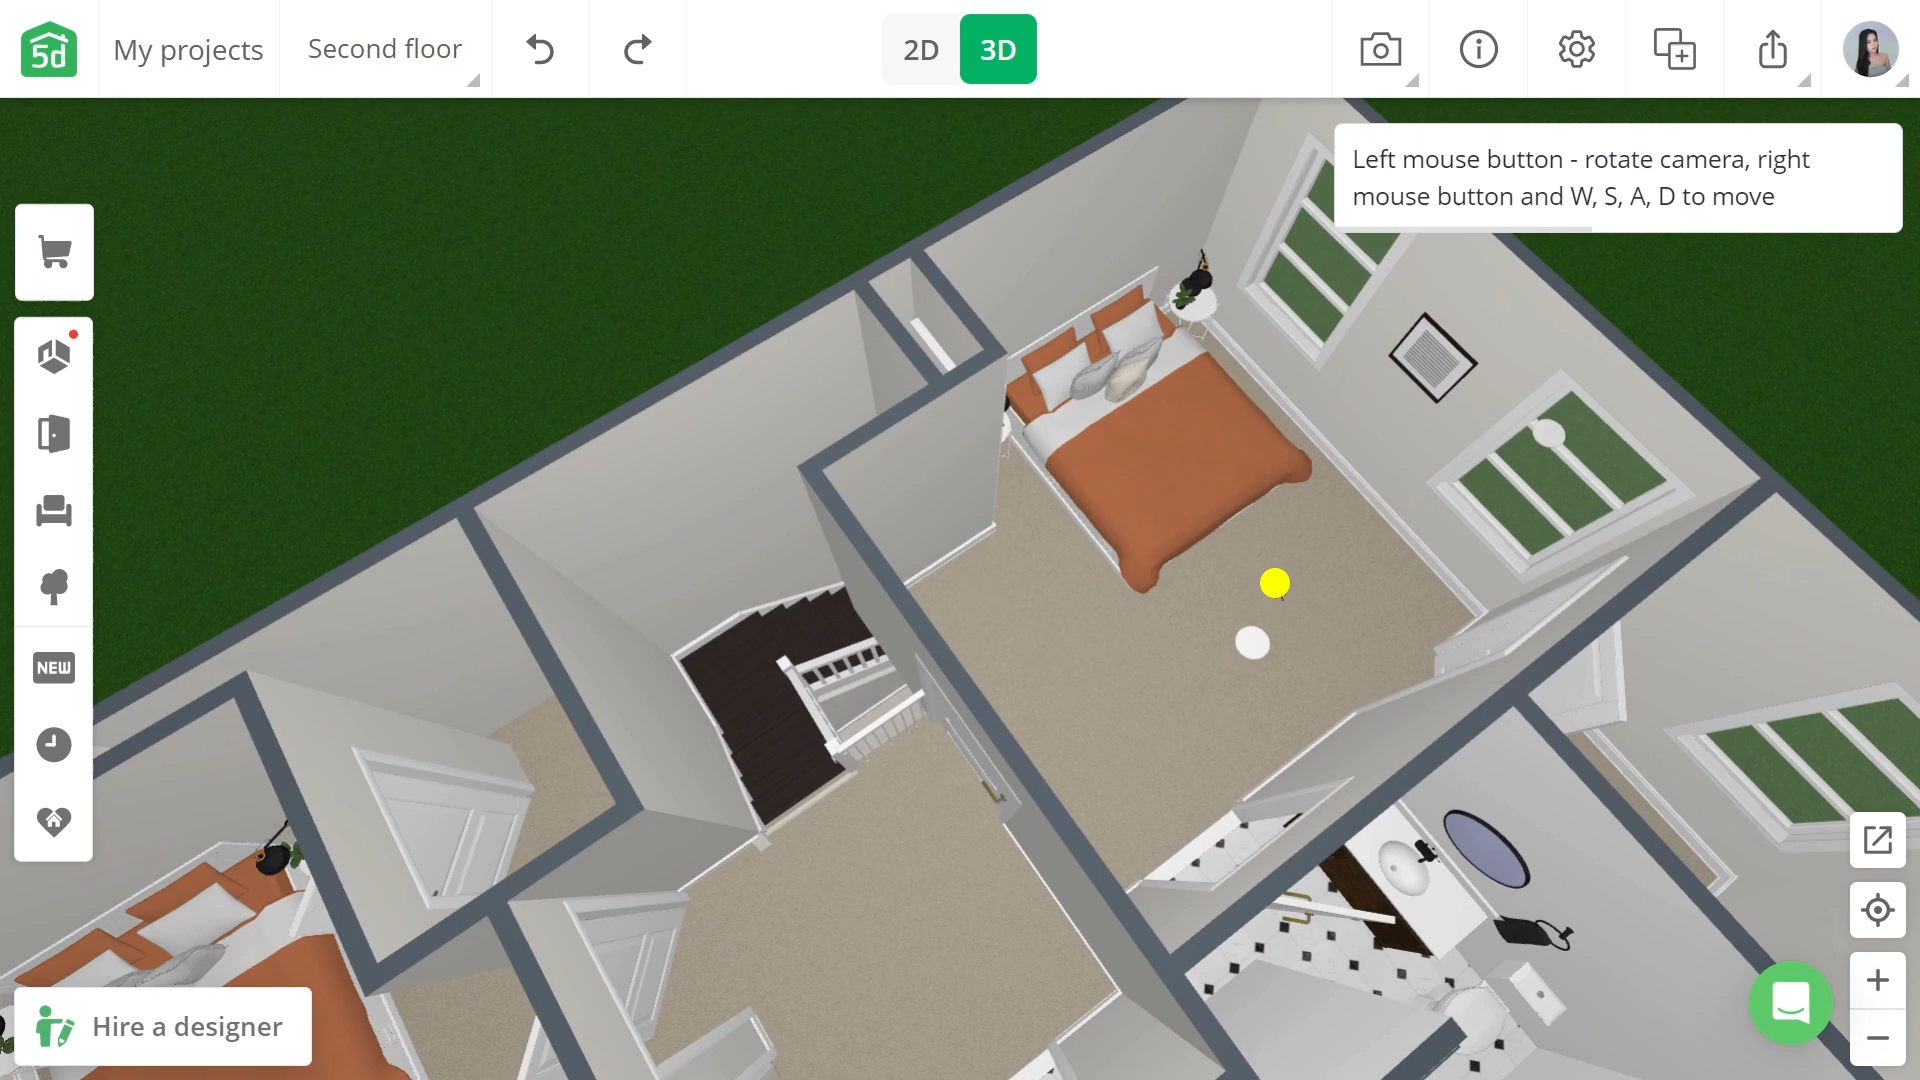 5d
My projects
Second floor
2D
3D
Left mouse button - rotate camera, right
mouse button and W, S, A, D to move
NEW
Hire a designer